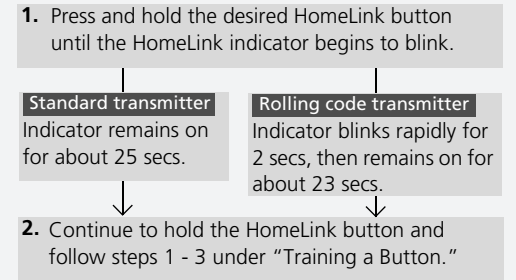 1. Press and hold the desired HomeLink button
until the HomeLink indicator begins to blink.
Standard transmitter
Indicator remains on
for about 25 secs.
Rolling code transmitter
Indicator blinks rapidly for
2 secs, then remains on for
about 23 secs.
2. Continue to hold the HomeLink button and
follow steps 1 - 3 under “Training a Button.”